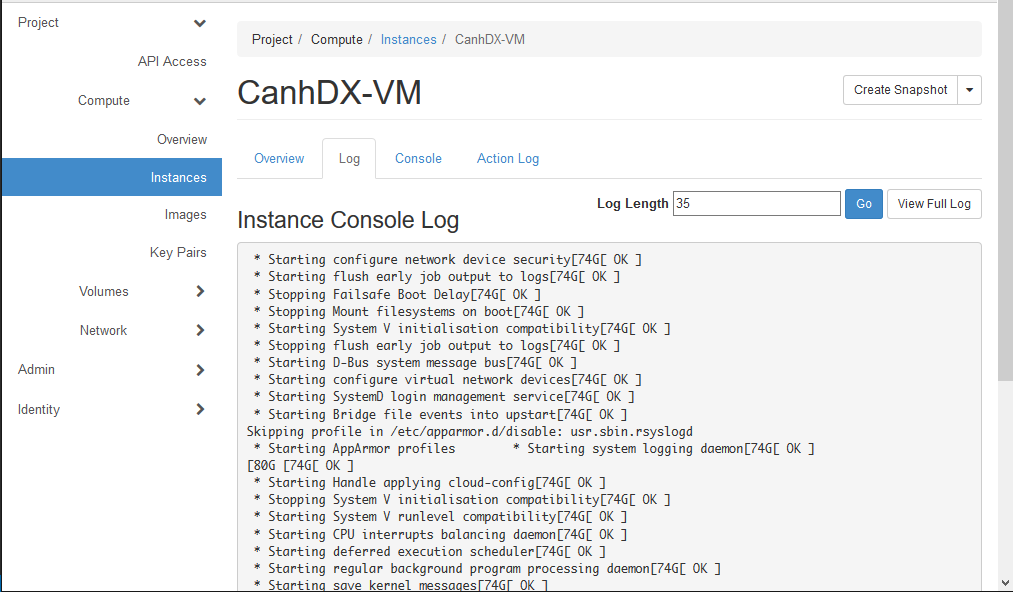 Project
API Access
Compute
Overview
Instances
Images
Key Pairs
Volumes
Network
Admin
Identity
Project / Compute / Instances / CanhDX-VM
CanhDX-VM
Create Snapshot
Overview Log Console Action Log
Instance Console Log
Log Length 35 Go View Full Log
* Starting configure network device security[74G[ OK ]
* Starting flush early job output to logs[74G[ OK ]
* Stopping Failsafe Boot Delay[74G[ OK ]
* Stopping Mount filesystems on boot[74G[ OK ]
* Starting System V initialisation compatibility[74G[ OK ]
* Stopping flush early job output to logs[74G[ OK ]
* Starting D-Bus system message bus[74G[ OK ]
* Starting configure virtual network devices[74G[ OK ]
* Starting SystemD login management service[74G[ OK ]
* Starting Bridge file events into upstart[74G[ OK ]
Skipping profile in /etc/apparmor.d/disable: usr.sbin.rsyslogd
* Starting AppArmor profiles * Starting system logging daemon[74G[ OK ]
[80G [74G[ OK ]
* Starting Handle applying cloud-config[74G[ OK ]
* Stopping System V initialisation compatibility[74G[ OK ]
* Starting System V runlevel compatibility[74G[ OK ]
* Starting CPU interrupts balancing daemon[74G[ OK ]
* Starting deferred execution scheduler[74G[ OK ]
* Starting regular background program processing daemon[74G[ OK ]
* Starting save kernel messages[74G[ OK ]